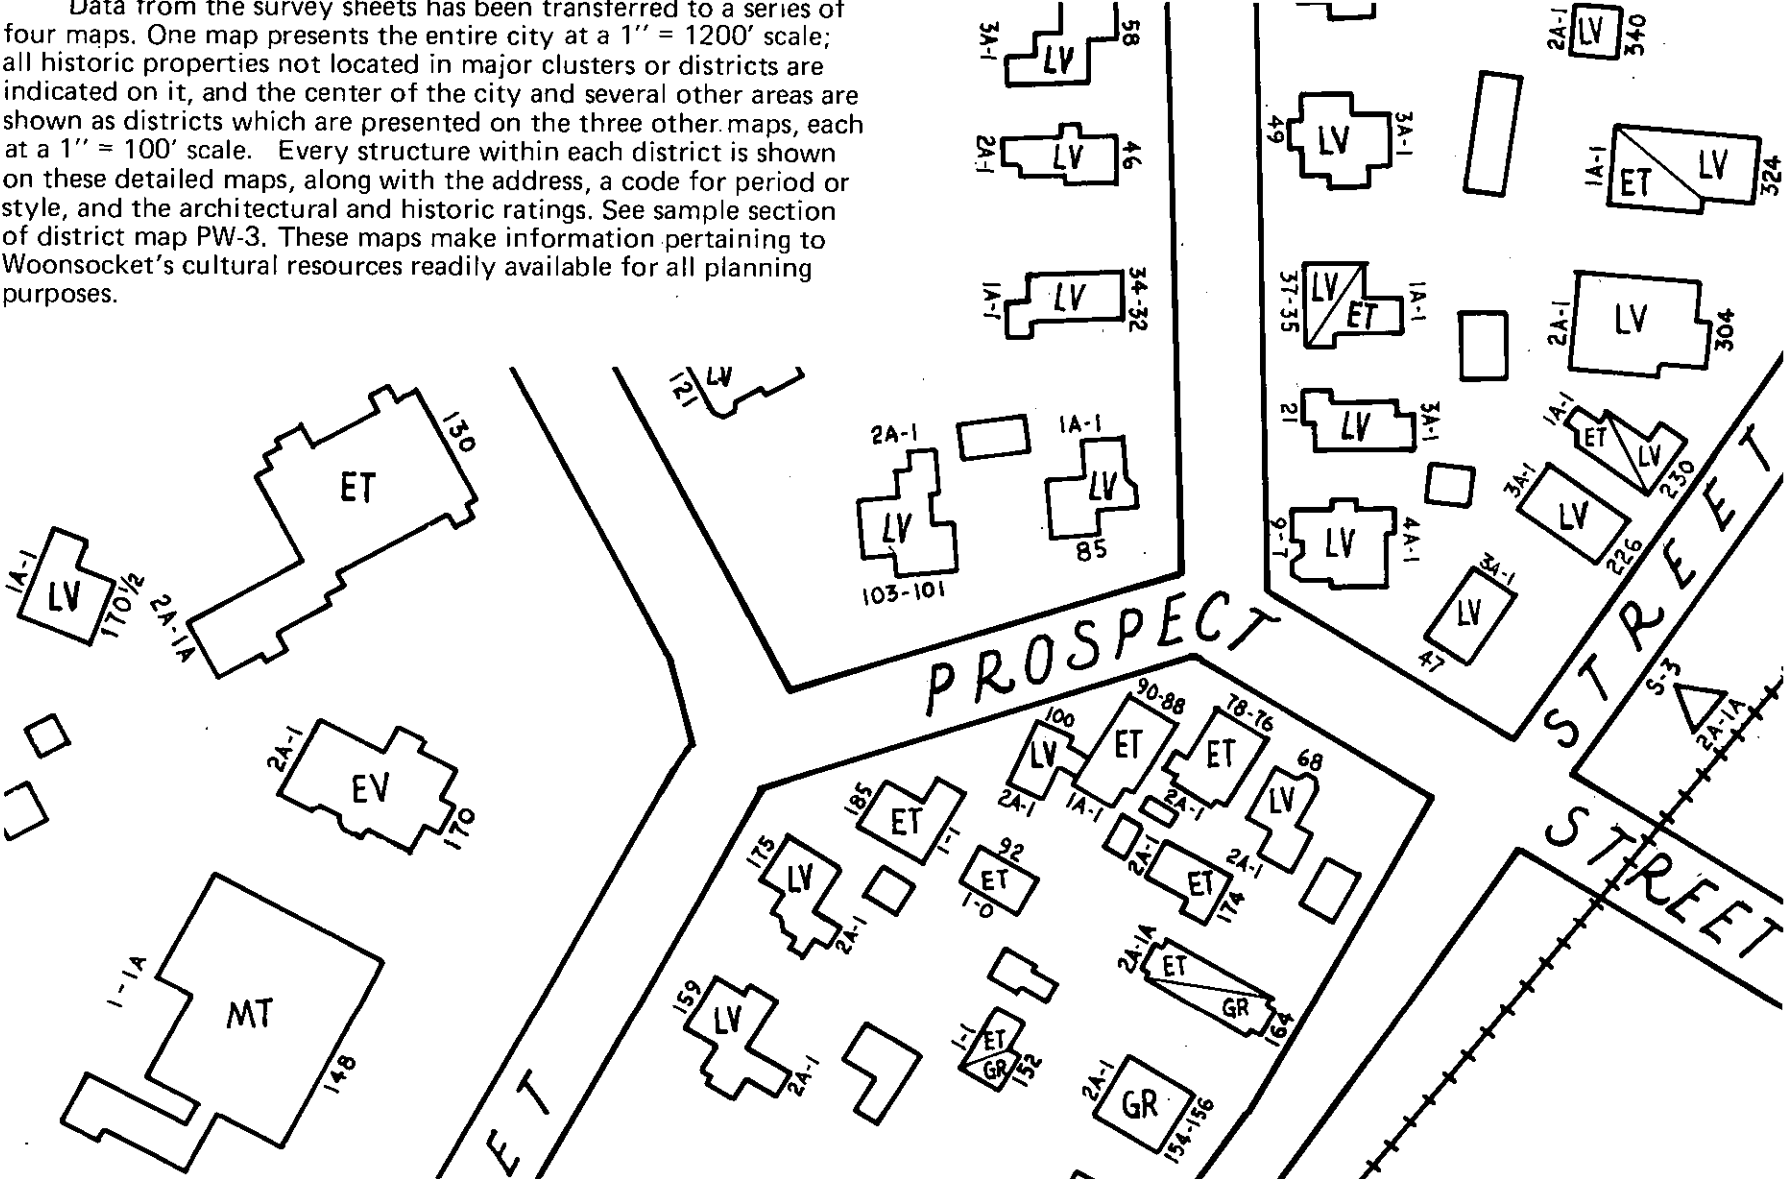 Data from the survey sheets has been transferred to a series of
four maps. One map presents the entire city at a 1'' = 1200' scale;
all historic properties not located in major clusters or districts are
indicated on it, and the center of the city and several other areas are
shown as districts which are presented on the three other maps, each
at a 1'' = 100' scale. Every structure within each district is shown
on these detailed maps, along with the address, a code for period or
style, and the architectural and historic ratings. See sample section
of district map PW-3. These maps make information pertaining to
Woonsocket's cultural resources readily available for all planning
purposes.
3A-1
LV
58
2A-1
LV
46
1A-1
LV
34-32
49
LV
3A-1
37-35
LV
ET
1A-1
21
LV
3A-1
9-7
LV
4A-1
2A-1
LV
340
1A-1
ET
LV
324
2A-1
LV
304
1A-1
ET
LV
230
3A-1
LV
226
3A-1
LV
47
121
LV
2A-1
LV
103-101
1A-1
LV
85
130
ET
2A-1A
1A-1
LV
170½
2A-1
EV
170
1-1A
MT
148
PROSPECT
STREET
STREET
S-3
2A-1A
100
LV
2A-1
90-88
ET
1A-1
78-76
ET
2A-1
68
LV
2A-1
185
ET
1-1
92
ET
1-0
2A-1
ET
174
175
LV
2A-1
2A-1A
ET
GR
164
159
LV
2A-1
1-1
ET
GR
152
2A-1
GR
154-156
ET